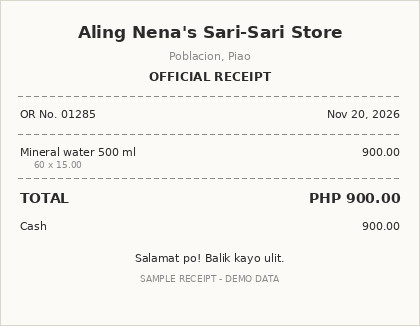 Aling Nena's Sari-Sari Store
Poblacion, Piao
OFFICIAL RECEIPT
OR No. 01285 Nov 20, 2026
Mineral water 500 ml 900.00
60 x 15.00
TOTAL PHP 900.00
Cash 900.00
Salamat po! Balik kayo ulit.
SAMPLE RECEIPT - DEMO DATA